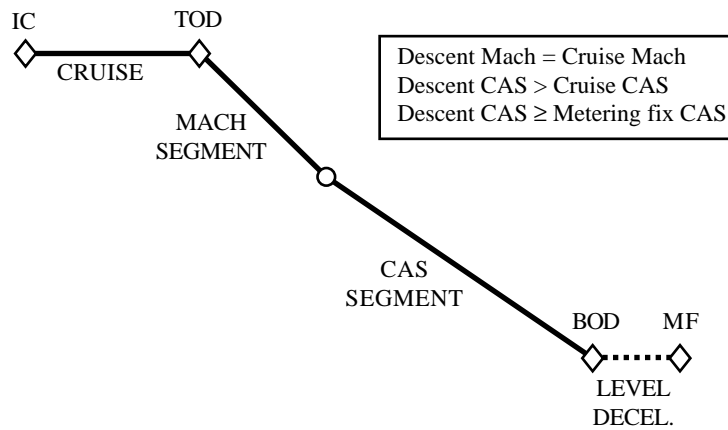 IC
TOD
CRUISE
Descent Mach = Cruise Mach
Descent CAS > Cruise CAS
Descent CAS ≥ Metering fix CAS
MACH
SEGMENT
CAS
SEGMENT
BOD
MF
LEVEL
DECEL.